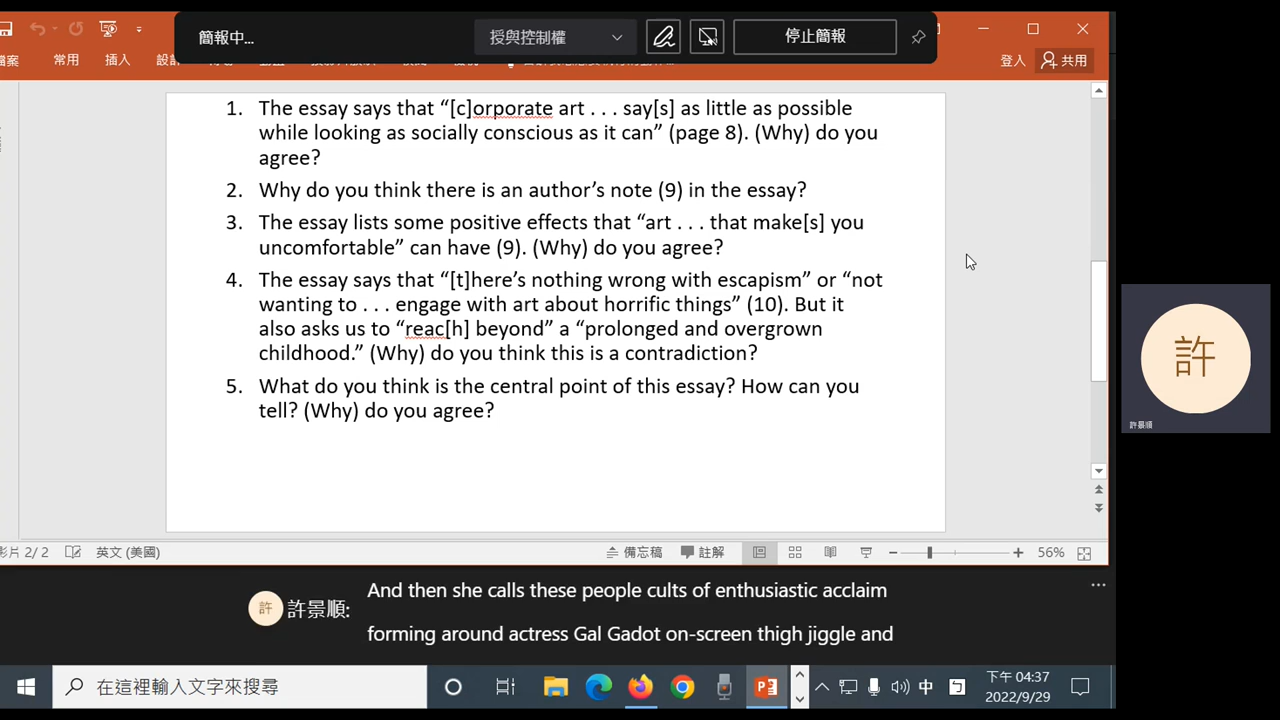 簡報中...
授與控制權
停止簡報
檔案
常用
插入
登入
共用
1. The essay says that “[c]orporate art . . . say[s] as little as possible
while looking as socially conscious as it can” (page 8). (Why) do you
agree?
2. Why do you think there is an author’s note (9) in the essay?
3. The essay lists some positive effects that “art . . . that make[s] you
uncomfortable” can have (9). (Why) do you agree?
4. The essay says that “[t]here’s nothing wrong with escapism” or “not
wanting to . . . engage with art about horrific things” (10). But it
also asks us to “reac[h] beyond” a “prolonged and overgrown
childhood.” (Why) do you think this is a contradiction?
5. What do you think is the central point of this essay? How can you
tell? (Why) do you agree?
許
許景順
影片 2/ 2
英文 (美國)
備忘稿
註解
56%
許
許景順:
And then she calls these people cults of enthusiastic acclaim
forming around actress Gal Gadot on-screen thigh jiggle and
在這裡輸入文字來搜尋
中
下午 04:37
2022/9/29